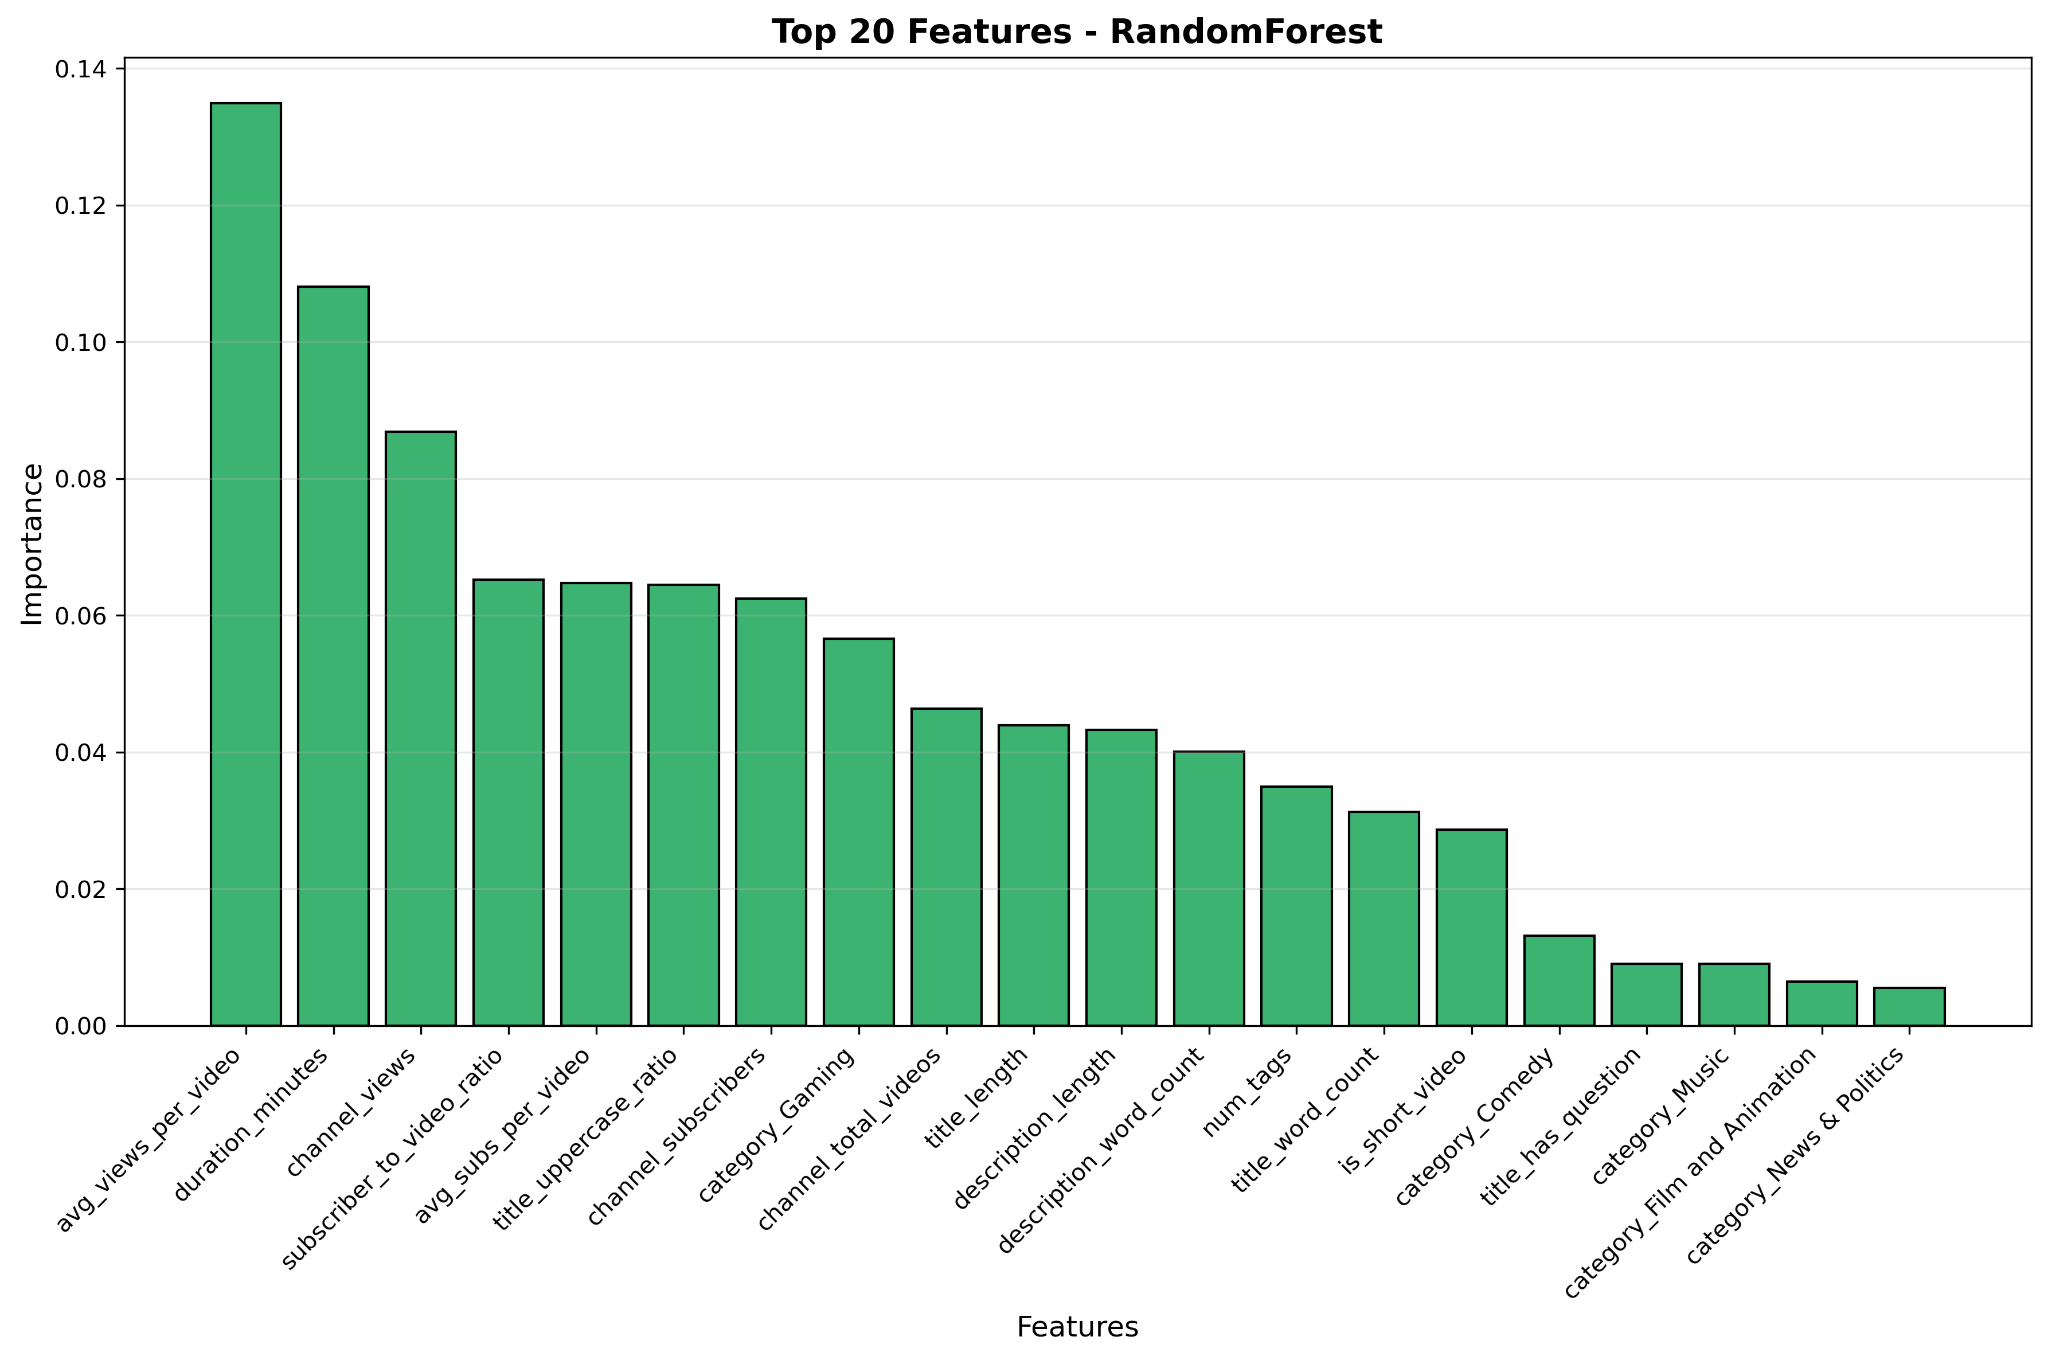 Top 20 Features - RandomForest
Importance
0.14
0.12
0.10
0.08
0.06
0.04
0.02
0.00
avg_views_per_video
duration_minutes
channel_views
subscriber_to_video_ratio
avg_subs_per_video
title_uppercase_ratio
channel_subscribers
category_Gaming
channel_total_videos
title_length
description_length
description_word_count
num_tags
title_word_count
is_short_video
category_Comedy
title_has_question
category_Music
category_Film and Animation
category_News & Politics
Features